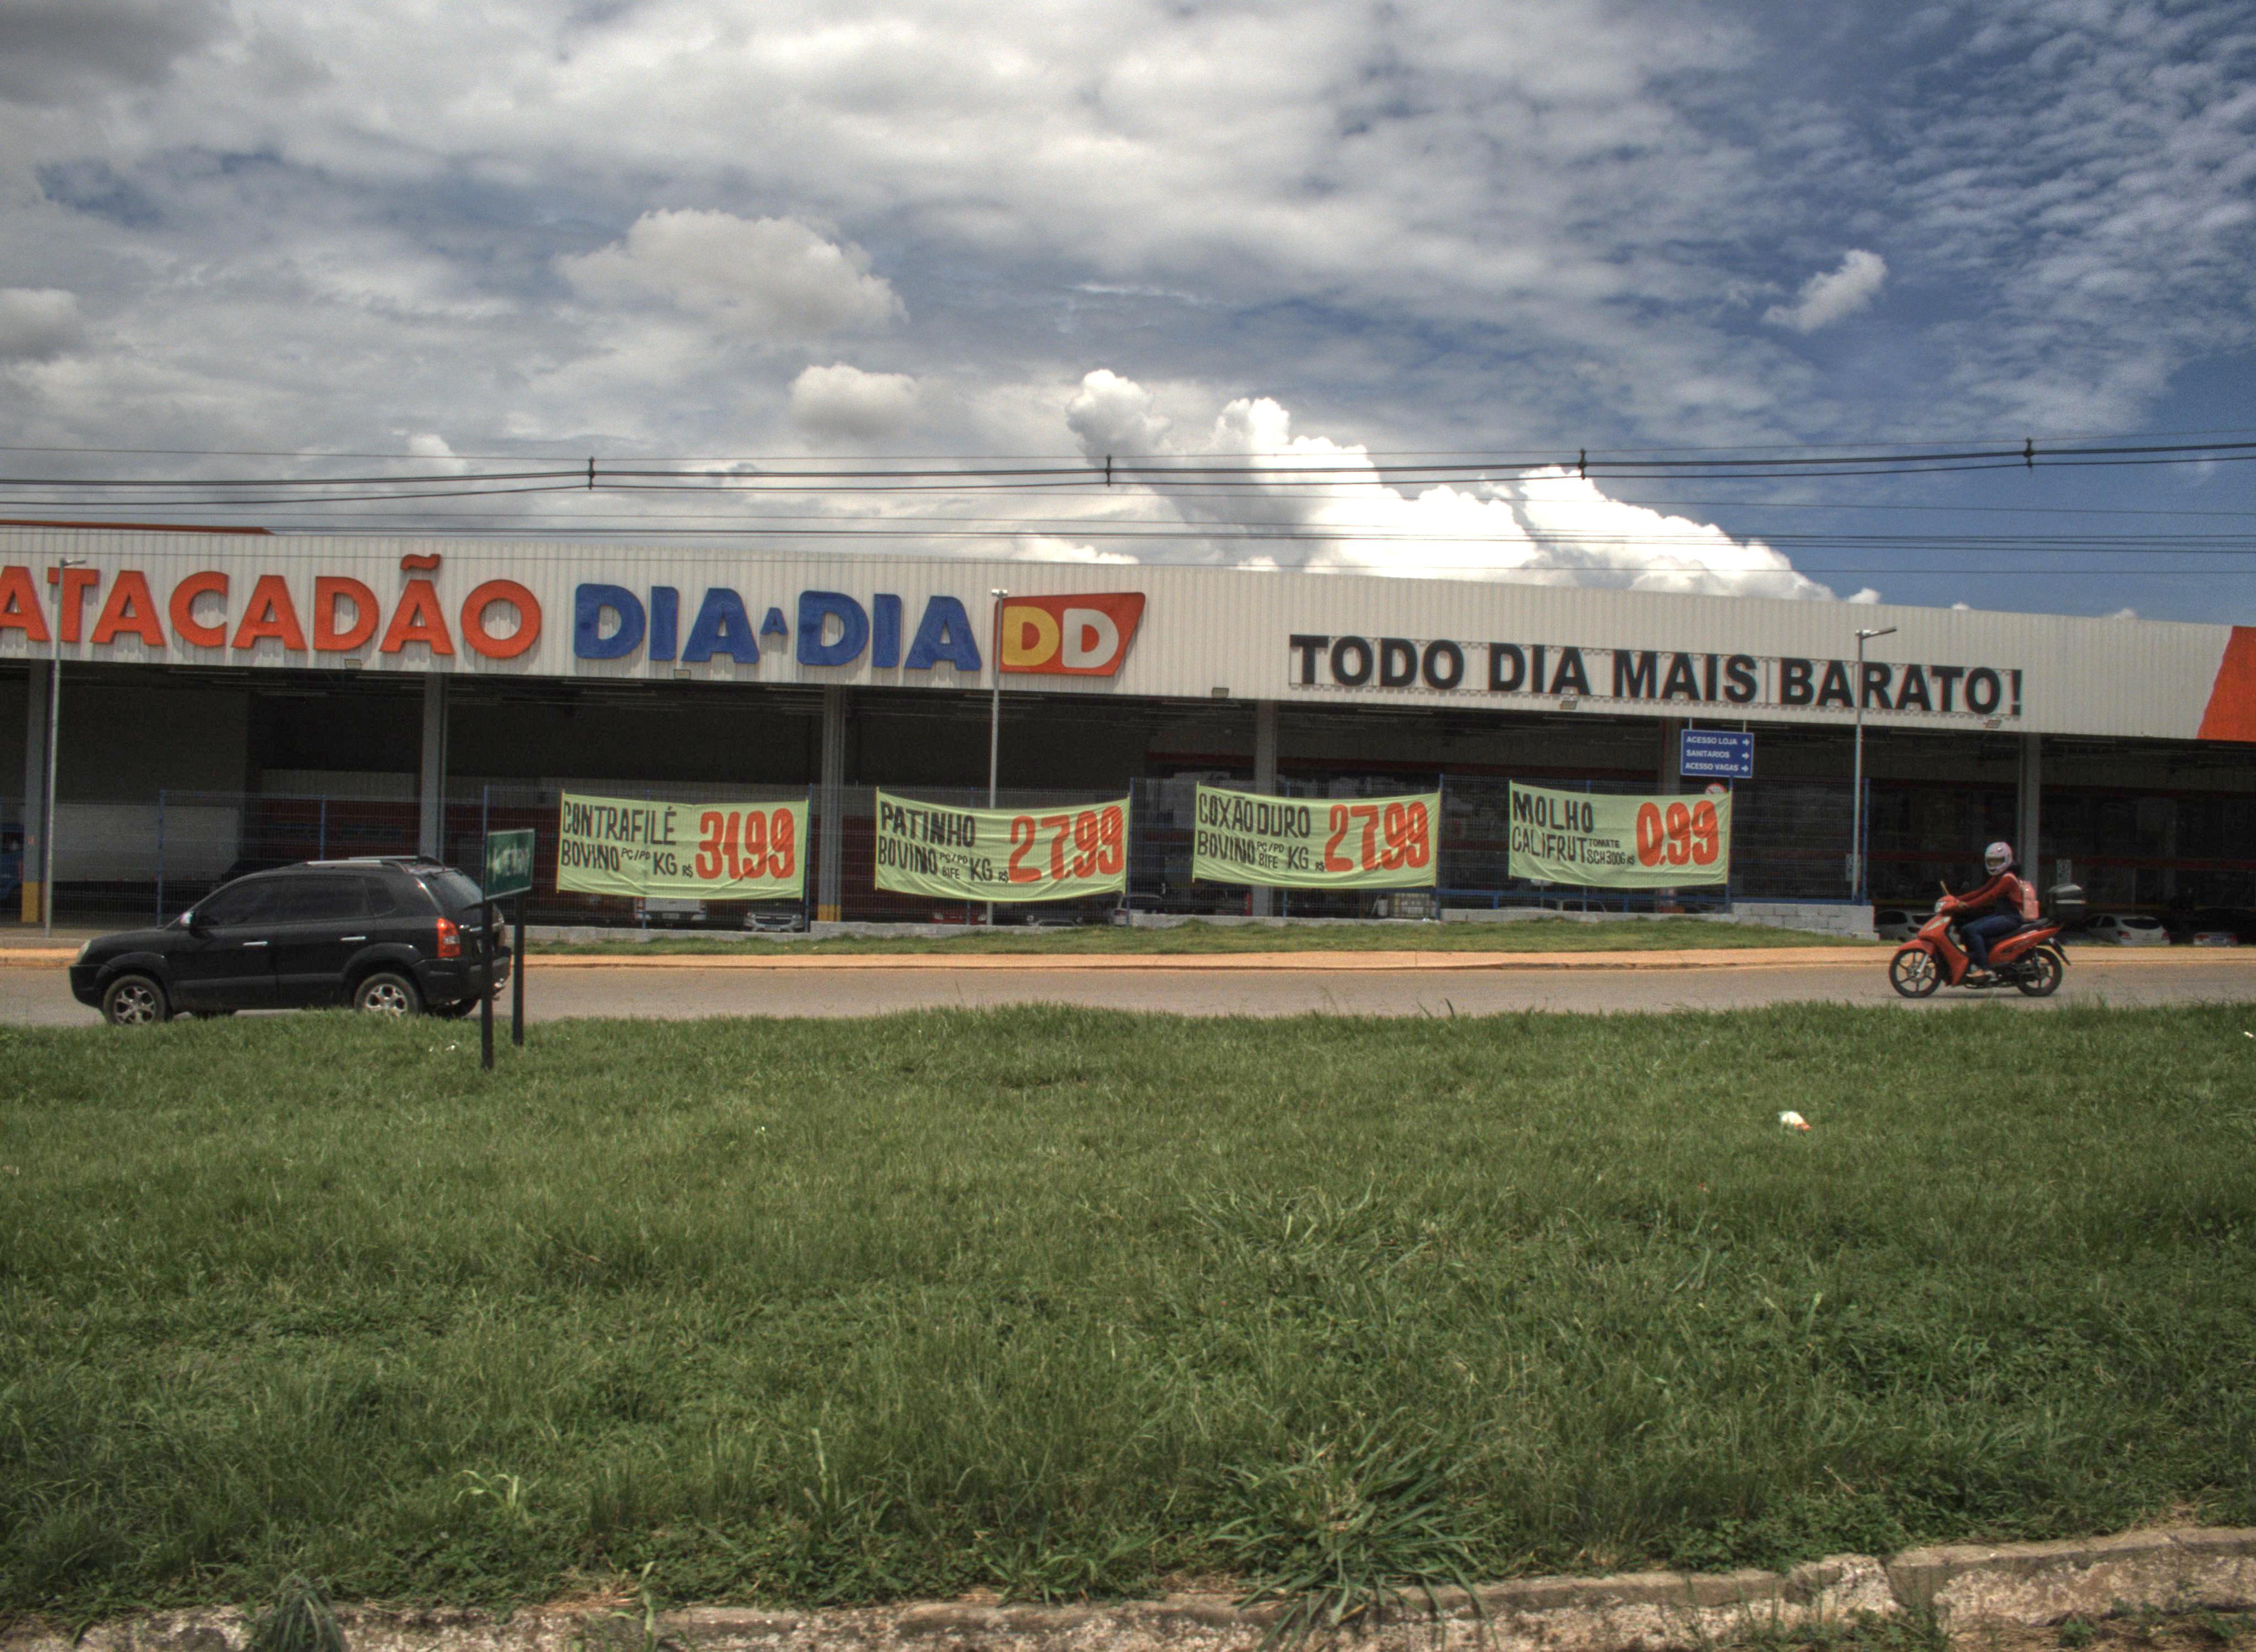 ATACADÃO DIA A DIA DD
TODO DIA MAIS BARATO!
ACESSO LOJA
SANITARIOS
ACESSO VAGAS
CONTRAFILÉ
BOVINO PC/PD KG R$ 31,99
PATINHO
BOVINO PC/PD BIFE KG R$ 27,99
COXÃO DURO
BOVINO PC/PD BIFE KG R$ 27,99
MOLHO
CALIFRUT TOMATE SCH 300G R$ 0,99